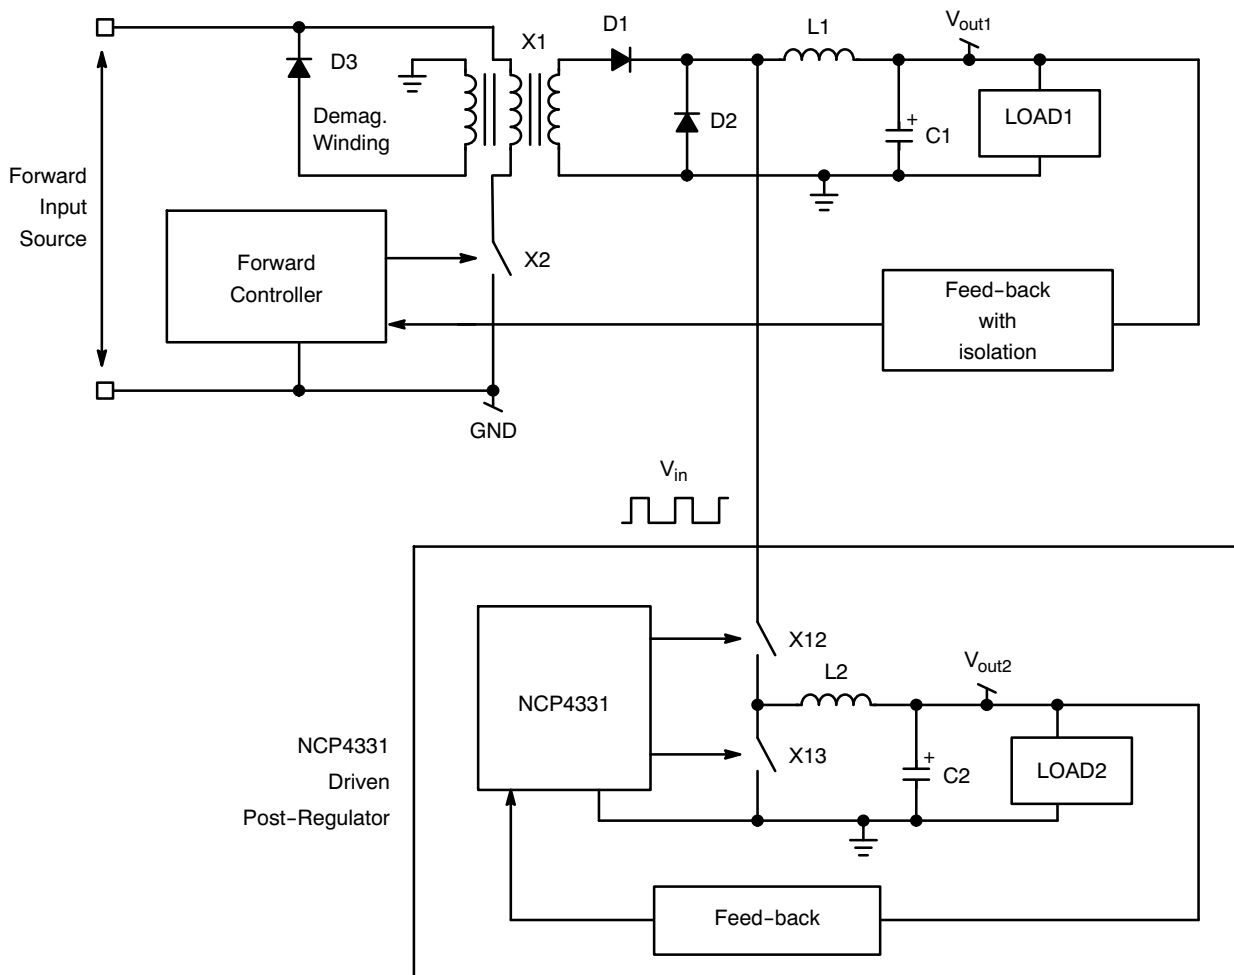 D1
L1
Vout1
X1
D3
D2
+
C1
LOAD1
Demag.
Winding
Forward
Input
Source
Forward
Controller
X2
Feed-back
with
isolation
GND
Vin
X12
NCP4331
L2
Vout2
X13
+
C2
LOAD2
NCP4331
Driven
Post-Regulator
Feed-back